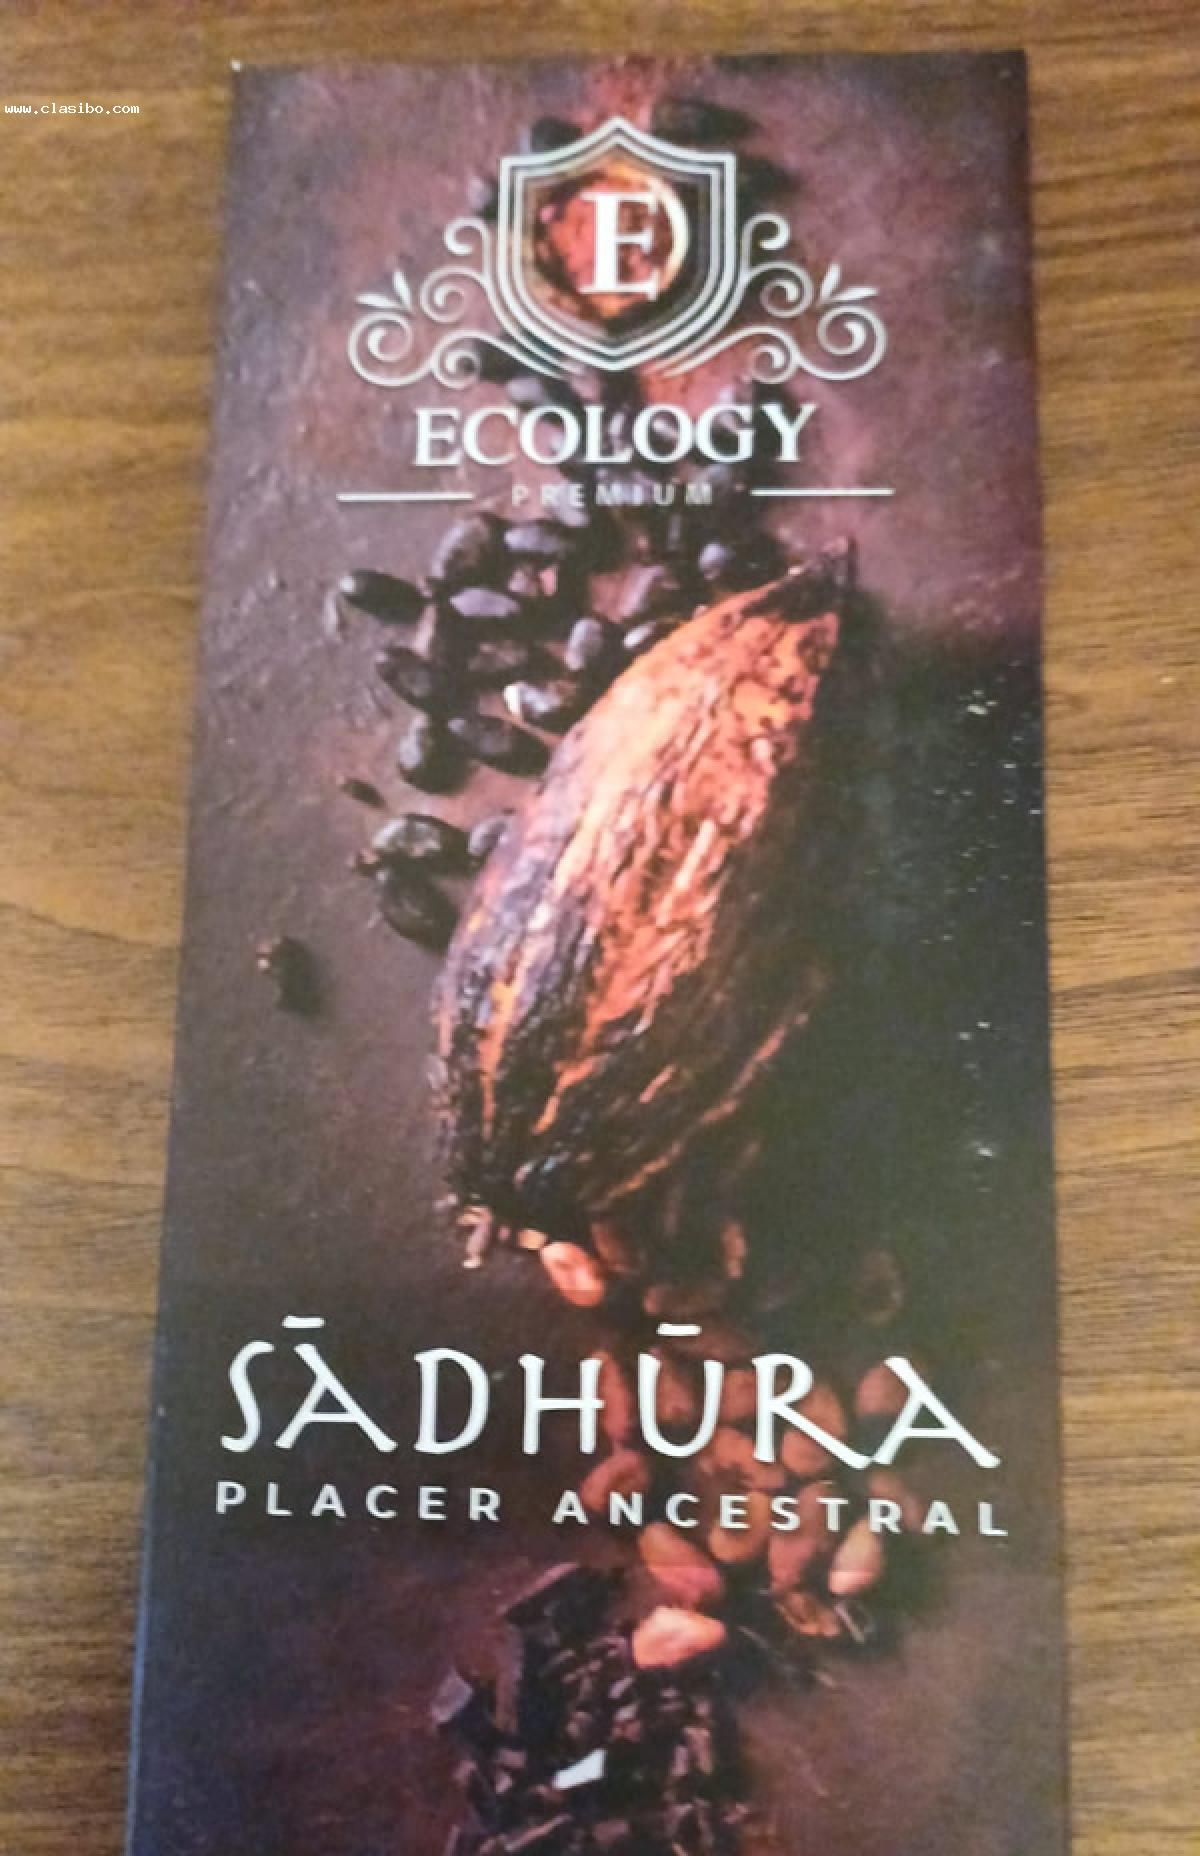 www.clasibo.com
E
ECOLOGY
PREMIUM
SĀDHŪRA
PLACER ANCESTRAL